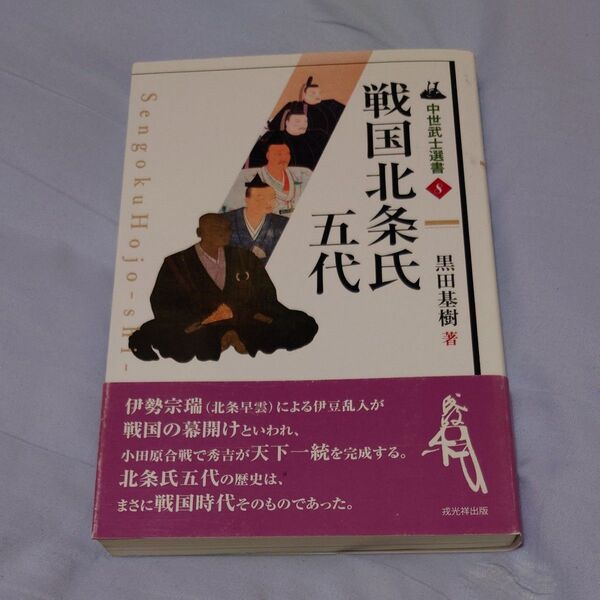 中世武士選書
8
戦国北条氏
五代
黒田基樹 著
Sengoku Hojo-shi-
伊勢宗瑞(北条早雲)による伊豆乱入が
戦国の幕開けといわれ、
小田原合戦で秀吉が天下一統を完成する。
北条氏五代の歴史は、
まさに戦国時代そのものであった。
戎光祥出版